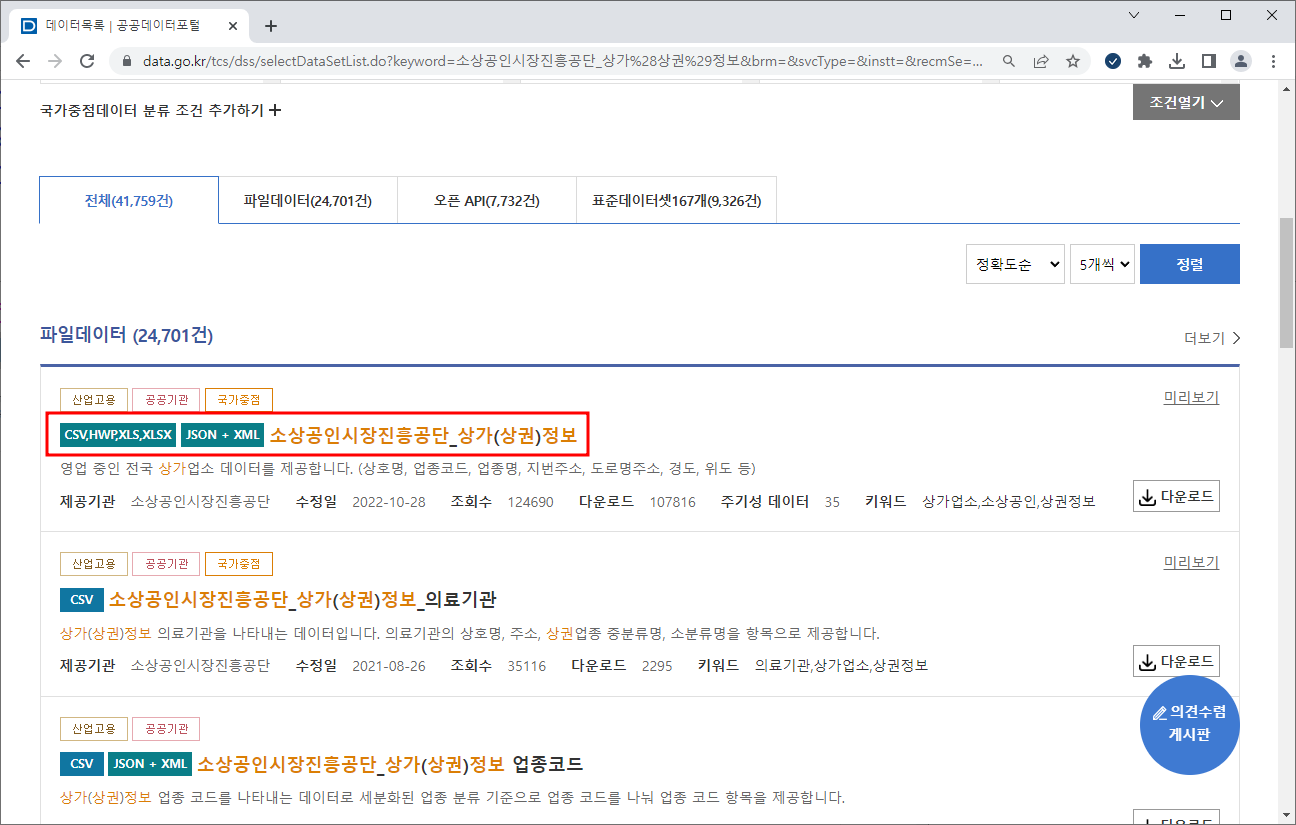 데이터목록 | 공공데이터포털
data.go.kr/tcs/dss/selectDataSetList.do?keyword=소상공인시장진흥공단_상가%28상권%29정보&brm=&svcType=&instt=&recmSe=...
국가중점데이터 분류 조건 추가하기
조건열기
전체(41,759건) 파일데이터(24,701건) 오픈 API(7,732건) 표준데이터셋167개(9,326건)
정확도순 5개씩 정렬
파일데이터 (24,701건) 더보기
산업고용 공공기관 국가중점 미리보기
CSV,HWP,XLS,XLSX JSON + XML 소상공인시장진흥공단_상가(상권)정보
영업 중인 전국 상가업소 데이터를 제공합니다. (상호명, 업종코드, 업종명, 지번주소, 도로명주소, 경도, 위도 등)
제공기관 소상공인시장진흥공단 수정일 2022-10-28 조회수 124690 다운로드 107816 주기성 데이터 35 키워드 상가업소,소상공인,상권정보 다운로드
산업고용 공공기관 국가중점 미리보기
CSV 소상공인시장진흥공단_상가(상권)정보_의료기관
상가(상권)정보 의료기관을 나타내는 데이터입니다. 의료기관의 상호명, 주소, 상권업종 중분류명, 소분류명을 항목으로 제공합니다.
제공기관 소상공인시장진흥공단 수정일 2021-08-26 조회수 35116 다운로드 2295 키워드 의료기관,상가업소,상권정보 다운로드
의견수렴
게시판
산업고용 공공기관
CSV JSON + XML 소상공인시장진흥공단_상가(상권)정보 업종코드
상가(상권)정보 업종 코드를 나타내는 데이터로 세분화된 업종 분류 기준으로 업종 코드를 나눠 업종 코드 항목을 제공합니다.
다운로드